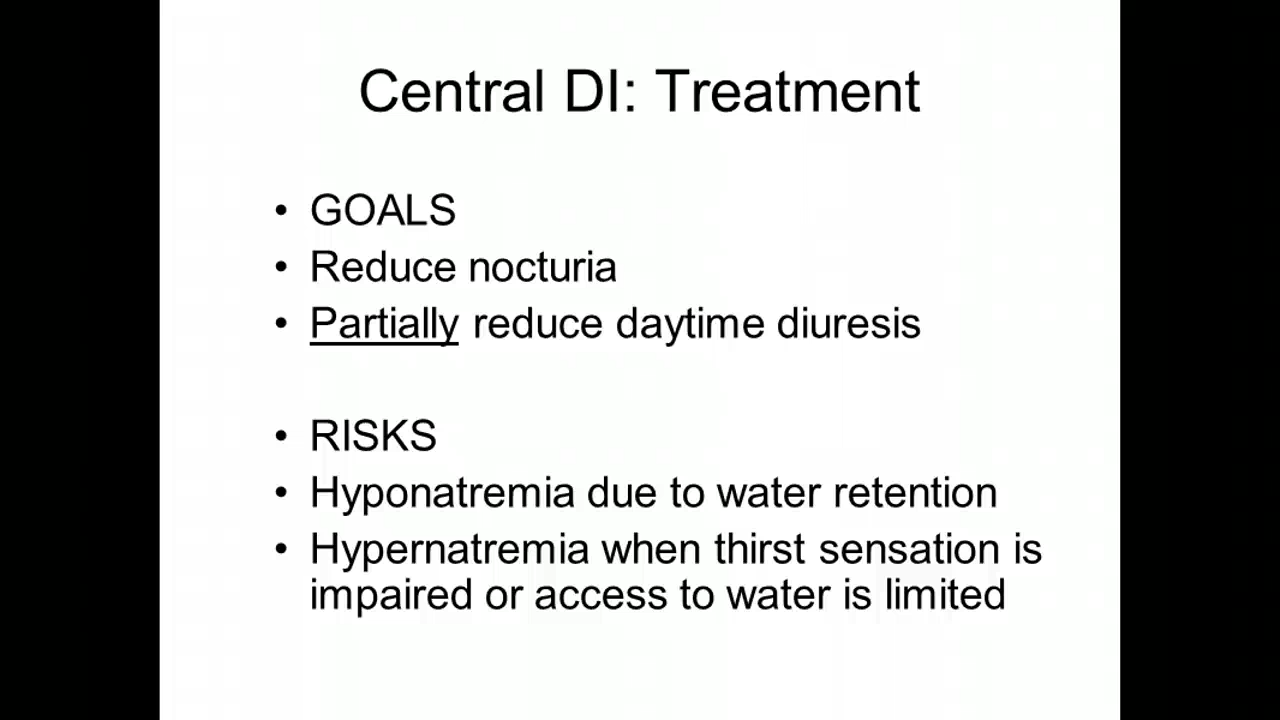 Central DI: Treatment
• GOALS
• Reduce nocturia
• Partially reduce daytime diuresis
• RISKS
• Hyponatremia due to water retention
• Hypernatremia when thirst sensation is
impaired or access to water is limited